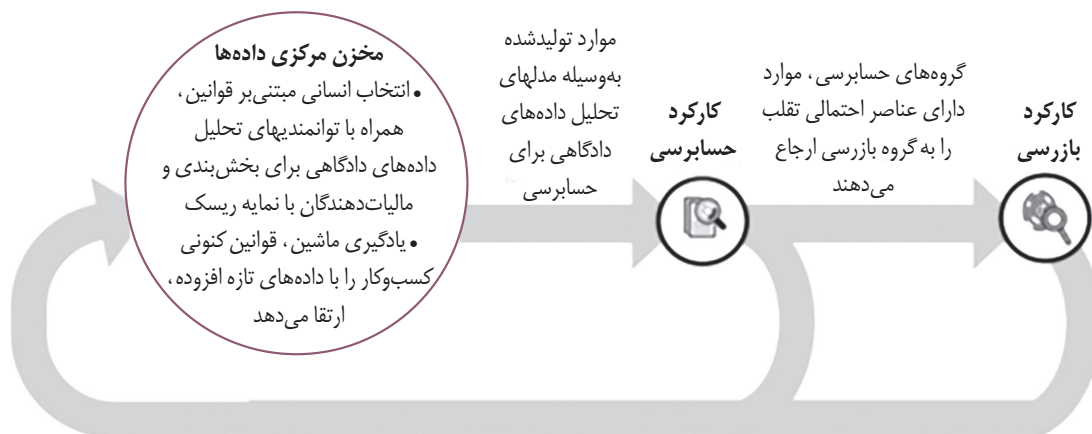 مخزن مرکزی داده‌ها
• انتخاب انسانی مبتنی‌بر قوانین،
همراه با توانمندیهای تحلیل
داده‌های دادگاهی برای بخش‌بندی و
مالیات‌دهندگان با نمایه ریسک
• یادگیری ماشین، قوانین کنونی
کسب‌وکار را با داده‌های تازه افزوده،
ارتقا می‌دهد
موارد تولیدشده
به‌وسیله مدلهای
تحلیل داده‌های
دادگاهی برای
حسابرسی
کارکرد
حسابرسی
گروه‌های حسابرسی، موارد
دارای عناصر احتمالی تقلب
را به گروه بازرسی ارجاع
می‌دهند
کارکرد
بازرسی